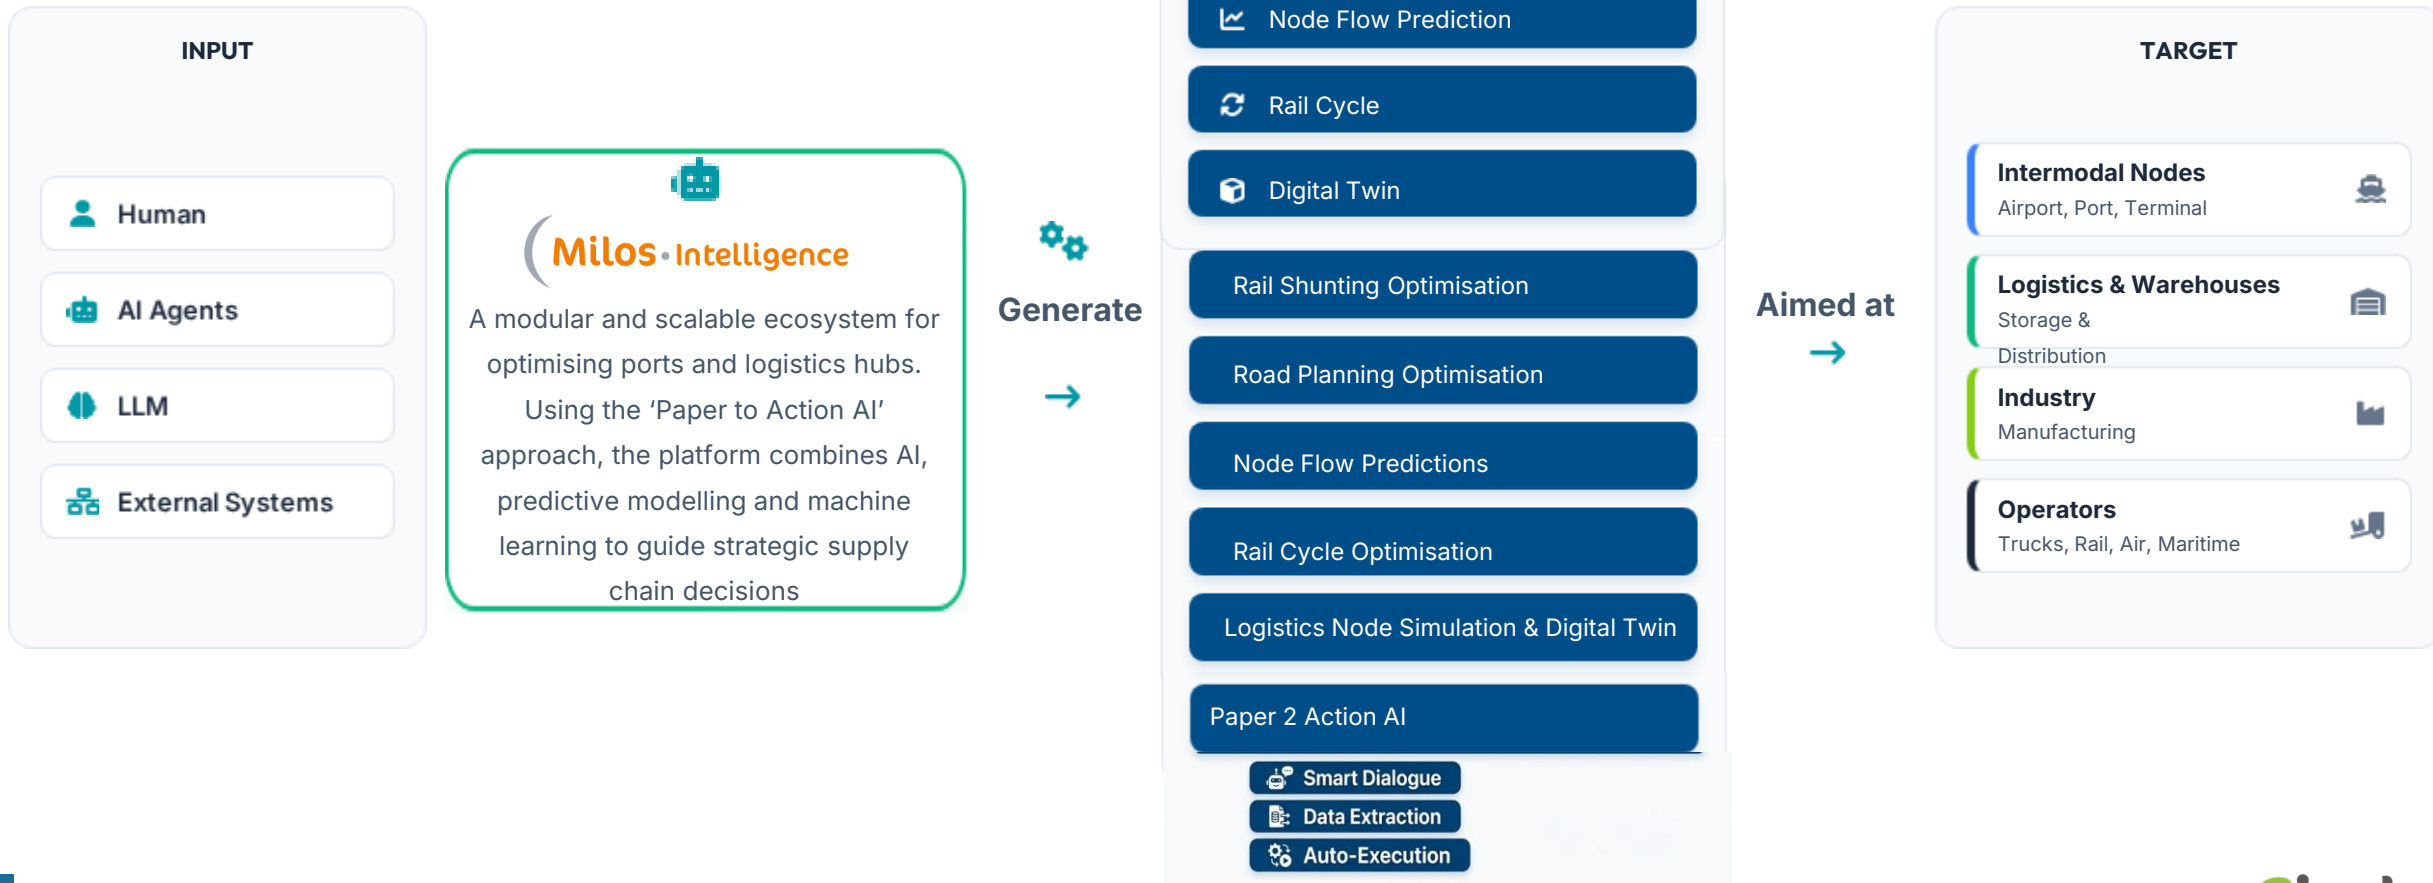 INPUT
Human
AI Agents
LLM
External Systems
Milos · Intelligence
A modular and scalable ecosystem for
optimising ports and logistics hubs.
Using the ‘Paper to Action AI’
approach, the platform combines AI,
predictive modelling and machine
learning to guide strategic supply
chain decisions
Generate
Node Flow Prediction
Rail Cycle
Digital Twin
Rail Shunting Optimisation
Road Planning Optimisation
Node Flow Predictions
Rail Cycle Optimisation
Logistics Node Simulation & Digital Twin
Paper 2 Action AI
Smart Dialogue
Data Extraction
Auto-Execution
Aimed at
TARGET
Intermodal Nodes
Airport, Port, Terminal
Logistics & Warehouses
Storage &
Distribution
Industry
Manufacturing
Operators
Trucks, Rail, Air, Maritime